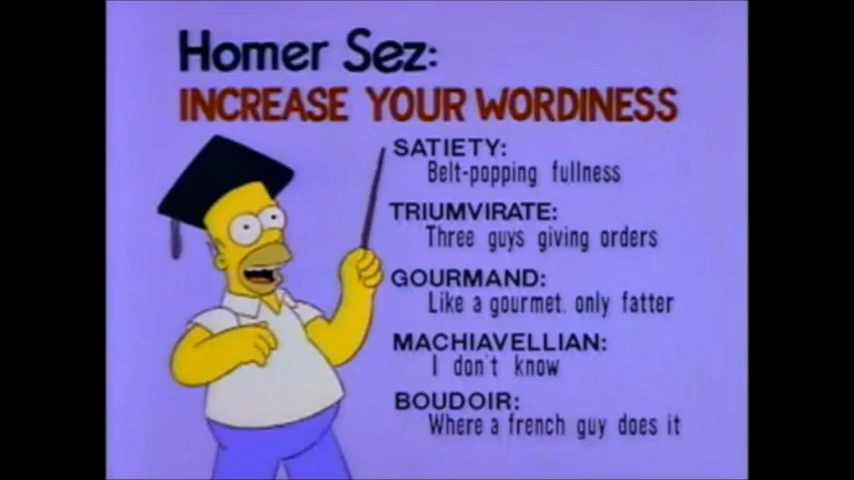 Homer Sez:
INCREASE YOUR WORDINESS
SATIETY:
Belt-popping fullness
TRIUMVIRATE:
Three guys giving orders
GOURMAND:
Like a gourmet, only fatter
MACHIAVELLIAN:
I don't know
BOUDOIR:
Where a french guy does it